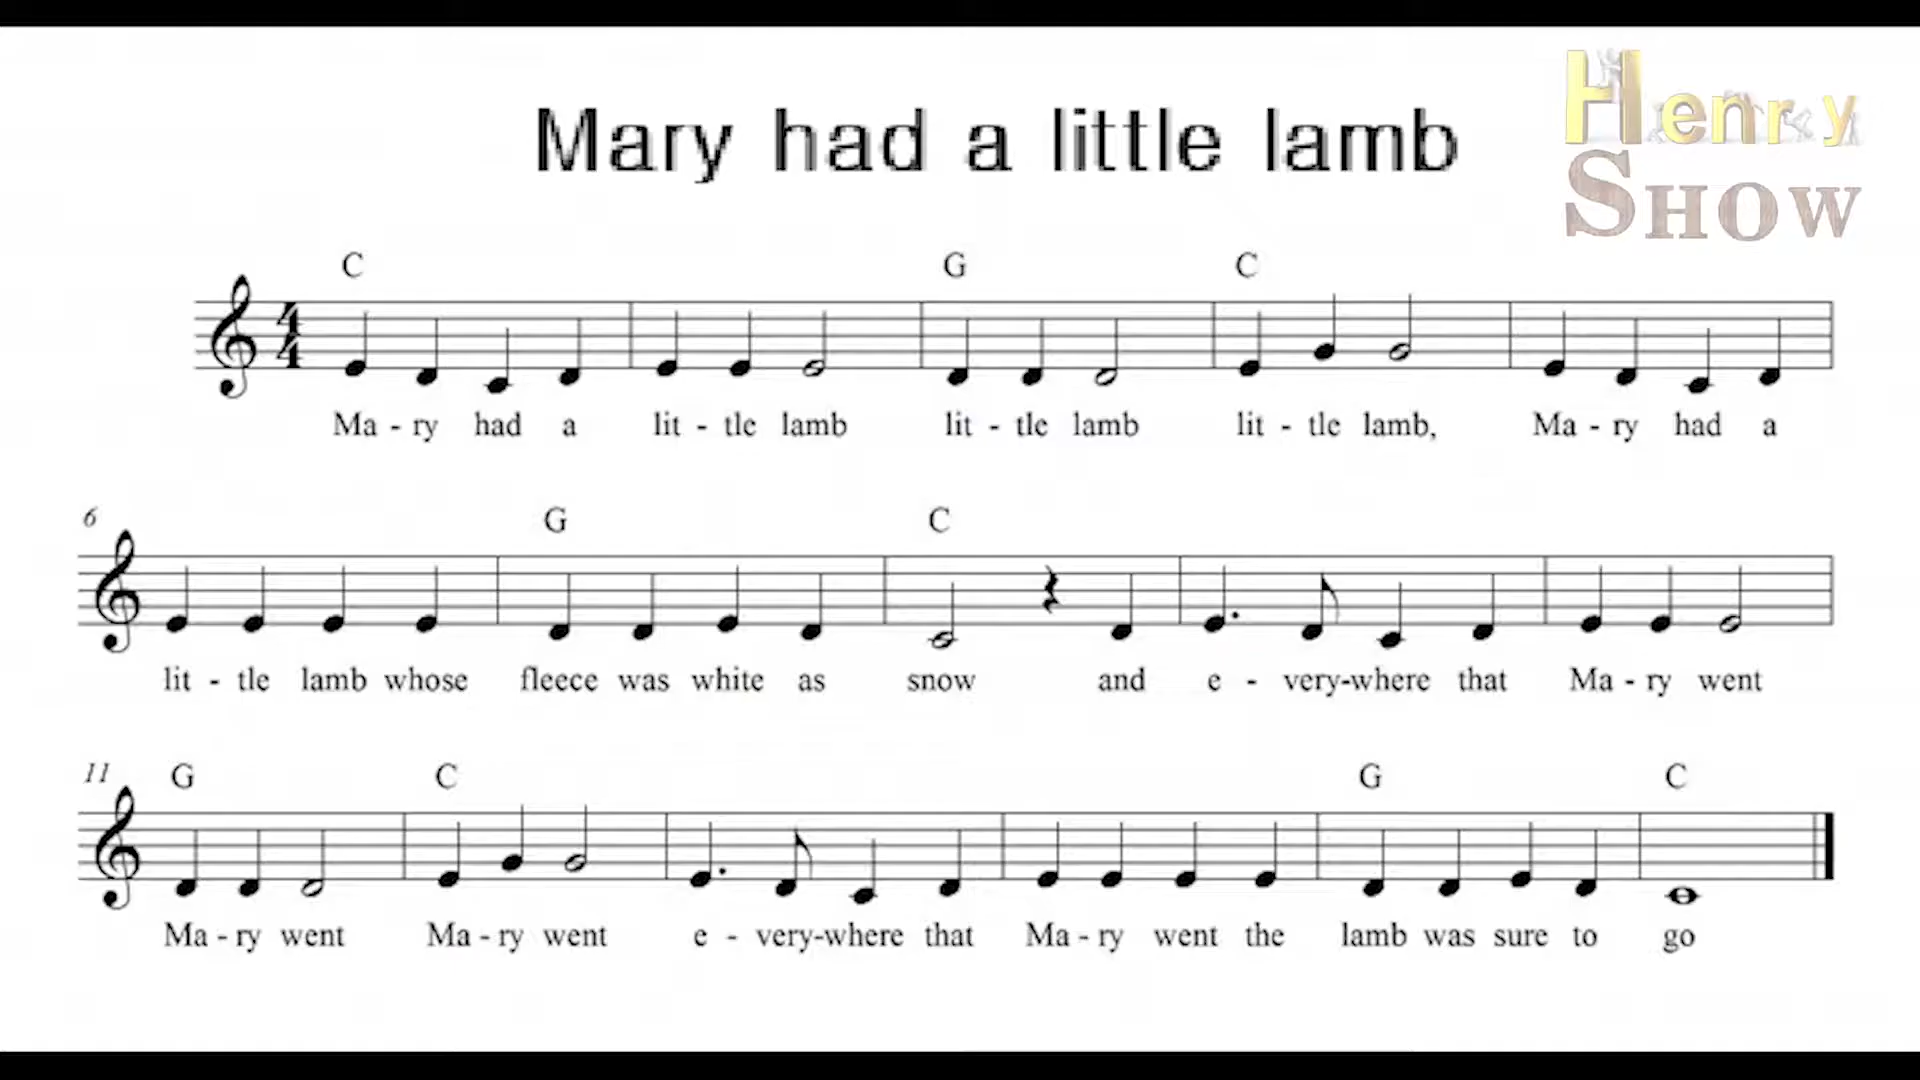 Mary had a little lamb
Henry
SHOW
C G C
4
4
Ma - ry had a lit - tle lamb lit - tle lamb lit - tle lamb, Ma - ry had a
6 G C
lit - tle lamb whose fleece was white as snow and e - very-where that Ma - ry went
11 G C G C
Ma - ry went Ma - ry went e - very-where that Ma - ry went the lamb was sure to go